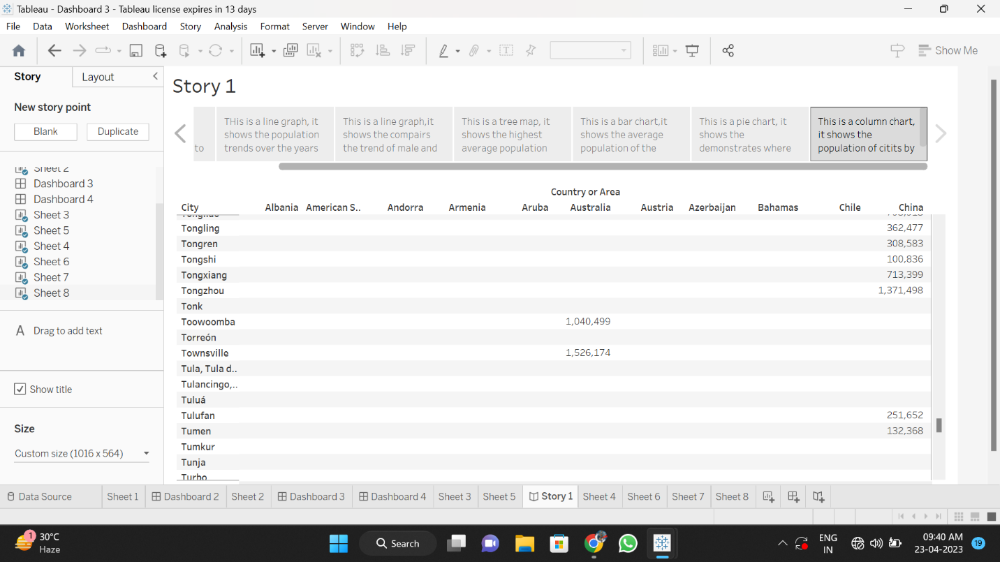 Tableau - Dashboard 3 - Tableau license expires in 13 days
File Data Worksheet Dashboard Story Analysis Format Server Window Help
Show Me
Story Layout
New story point
Blank Duplicate
Sheet 2
Dashboard 3
Dashboard 4
Sheet 3
Sheet 5
Sheet 4
Sheet 6
Sheet 7
Sheet 8
A Drag to add text
Show title
Size
Custom size (1016 x 564)
Story 1
to
THis is a line graph, it
shows the population
trends over the years
This is a line graph,it
shows the compairs
the trend of male and
This is a tree map, it
shows the highest
average population
This is a bar chart,it
shows the average
population of the
This is a pie chart, it
shows the
demonstrates where
This is a column chart,
it shows the
population of citits by
Country or Area
City Albania American S.. Andorra Armenia Aruba Australia Austria Azerbaijan Bahamas Chile China
Tongling 362,477
Tongren 308,583
Tongshi 100,836
Tongxiang 713,399
Tongzhou 1,371,498
Tonk
Toowoomba 1,040,499
Torreón
Townsville 1,526,174
Tula, Tula d..
Tulancingo,..
Tuluá
Tulufan 251,652
Tumen 132,368
Tumkur
Tunja
Turbo
Data Source Sheet 1 Dashboard 2 Sheet 2 Dashboard 3 Dashboard 4 Sheet 3 Sheet 5 Story 1 Sheet 4 Sheet 6 Sheet 7 Sheet 8
1
30°C
Haze
Search
ENG
IN
09:40 AM
23-04-2023
19